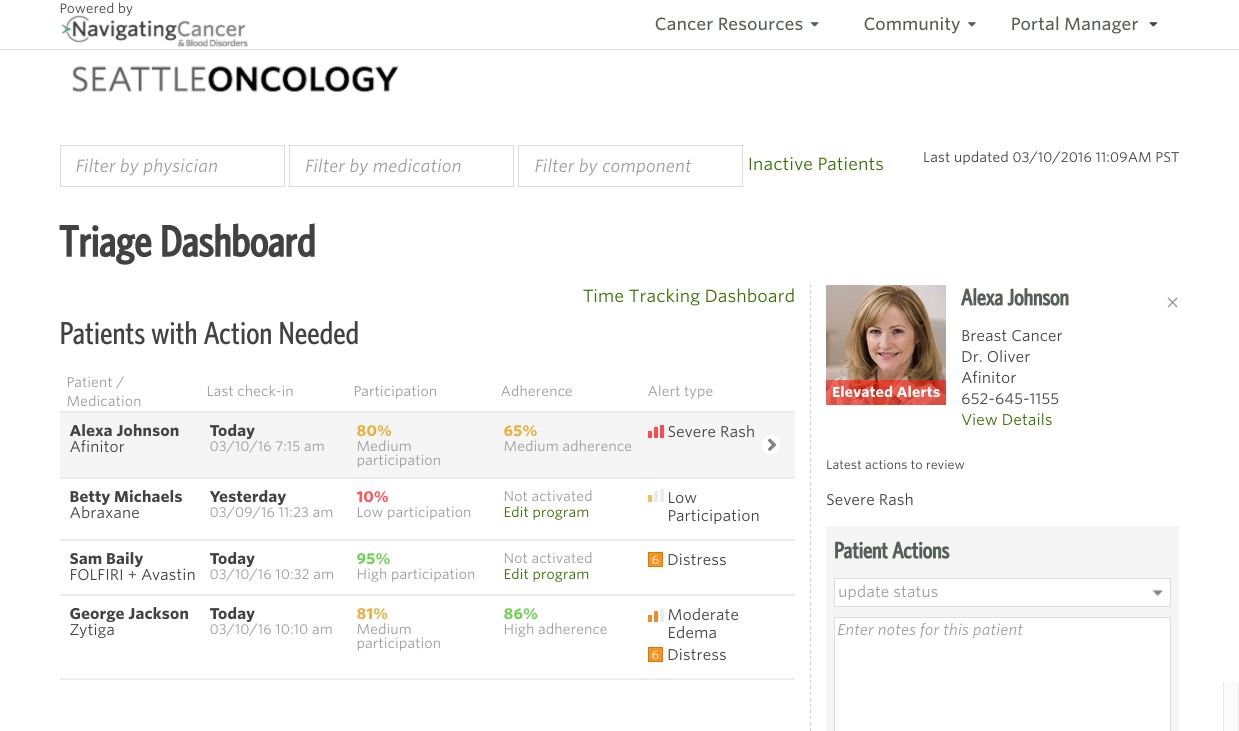 Powered by
NavigatingCancer
& Blood Disorders
Cancer Resources
Community
Portal Manager
SEATTLEONCOLOGY
Filter by physician
Filter by medication
Filter by component
Inactive Patients
Last updated 03/10/2016 11:09AM PST
Triage Dashboard
Time Tracking Dashboard
Patients with Action Needed
Patient /
Medication
Last check-in
Participation
Adherence
Alert type
Alexa Johnson
Afinitor
Today
03/10/16 7:15 am
80%
Medium
participation
65%
Medium adherence
Severe Rash
Betty Michaels
Abraxane
Yesterday
03/09/16 11:23 am
10%
Low participation
Not activated
Edit program
Low
Participation
Sam Baily
FOLFIRI + Avastin
Today
03/10/16 10:32 am
95%
High participation
Not activated
Edit program
6 Distress
George Jackson
Zytiga
Today
03/10/16 10:10 am
81%
Medium
participation
86%
High adherence
Moderate
Edema
6 Distress
Elevated Alerts
Alexa Johnson
×
Breast Cancer
Dr. Oliver
Afinitor
652-645-1155
View Details
Latest actions to review
Severe Rash
Patient Actions
update status
Enter notes for this patient